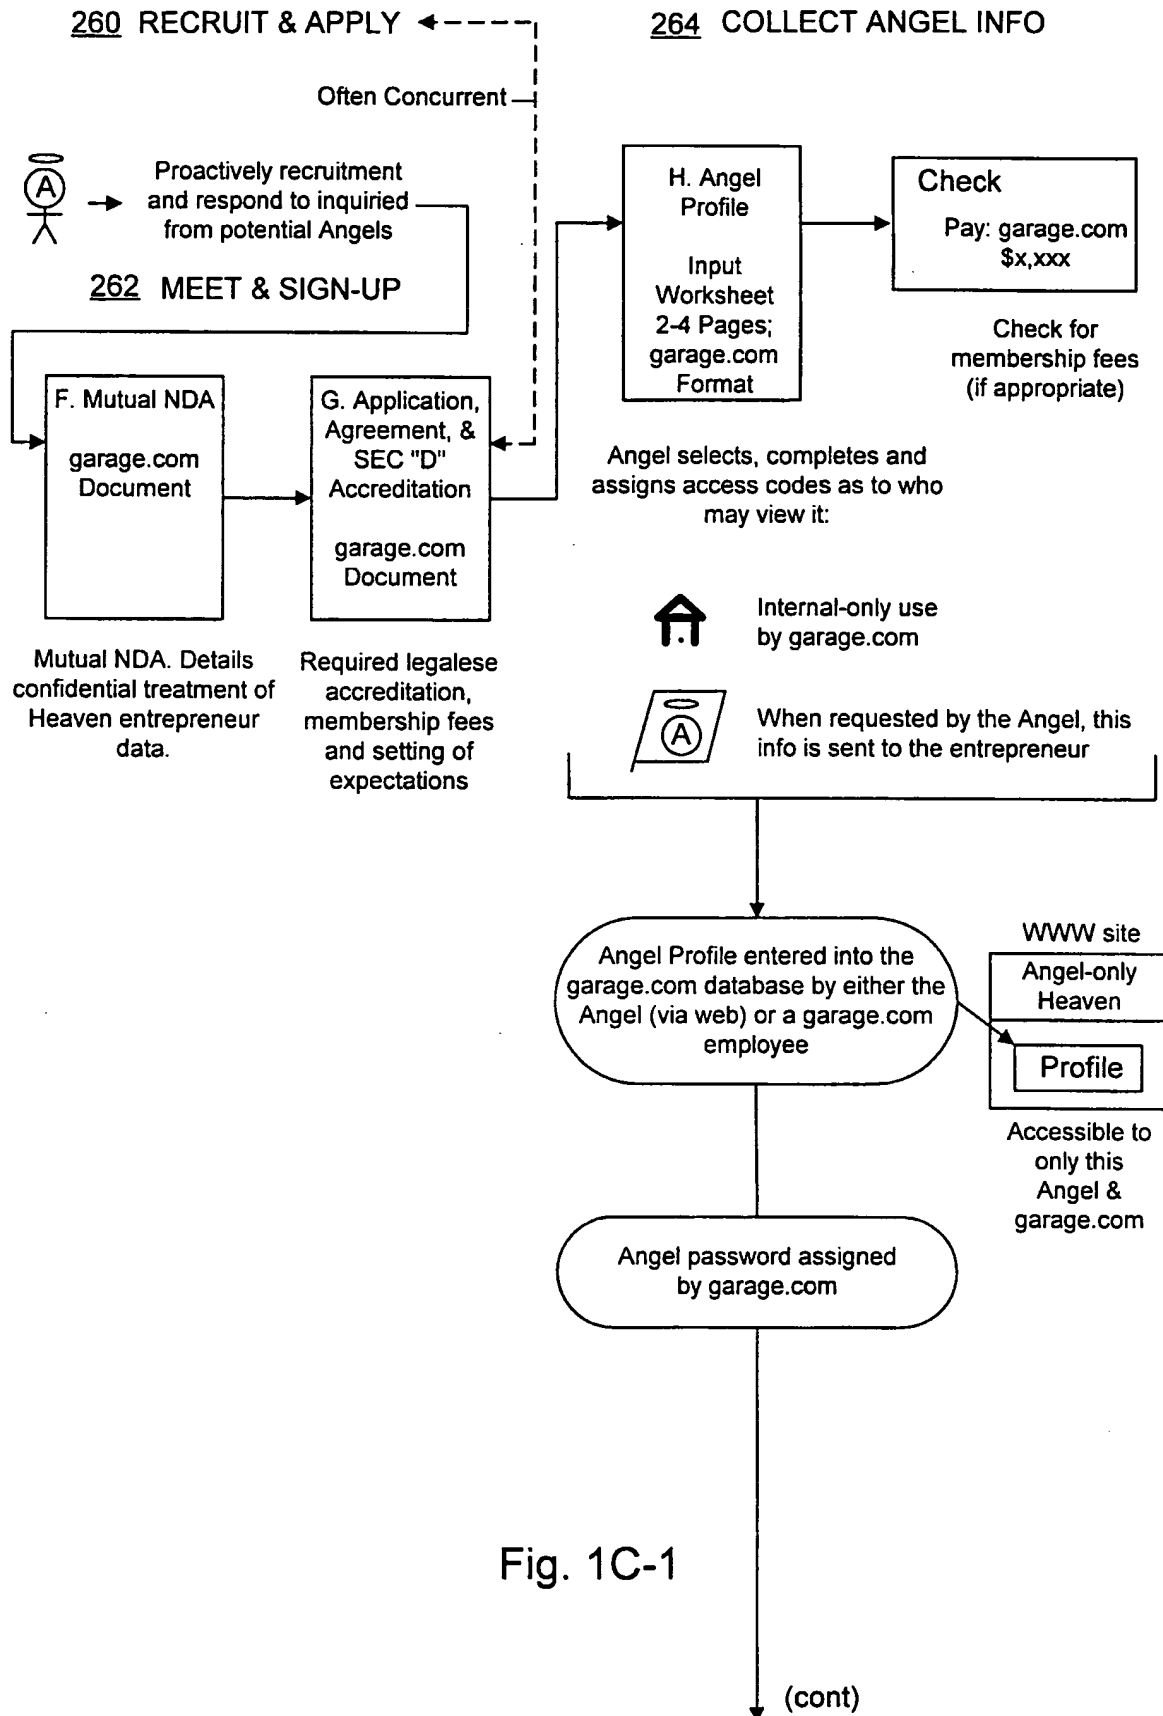 260 RECRUIT & APPLY
264 COLLECT ANGEL INFO
Often Concurrent
A
Proactively recruitment
and respond to inquiried
from potential Angels
262 MEET & SIGN-UP
F. Mutual NDA
garage.com
Document
G. Application,
Agreement, &
SEC "D"
Accreditation
garage.com
Document
Mutual NDA. Details
confidential treatment of
Heaven entrepreneur
data.
Required legalese
accreditation,
membership fees
and setting of
expectations
H. Angel
Profile
Input
Worksheet
2-4 Pages;
garage.com
Format
Check
Pay: garage.com
$x,xxx
Check for
membership fees
(if appropriate)
Angel selects, completes and
assigns access codes as to who
may view it:
Internal-only use
by garage.com
A
When requested by the Angel, this
info is sent to the entrepreneur
Angel Profile entered into the
garage.com database by either the
Angel (via web) or a garage.com
employee
WWW site
Angel-only
Heaven
Profile
Accessible to
only this
Angel &
garage.com
Angel password assigned
by garage.com
Fig. 1C-1
(cont)